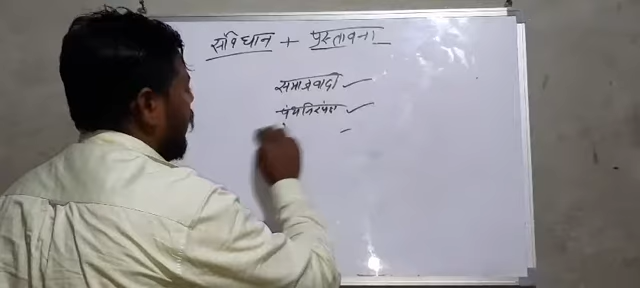 संविधान + प्रस्तावना
समाजवादी
पंथनिरपेक्ष